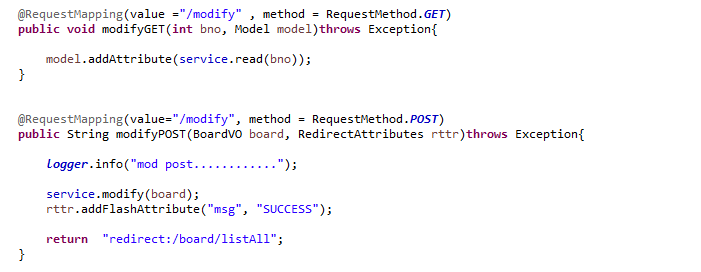 @RequestMapping(value ="/modify" , method = RequestMethod.GET)
public void modifyGET(int bno, Model model)throws Exception{
model.addAttribute(service.read(bno));
}
@RequestMapping(value="/modify", method = RequestMethod.POST)
public String modifyPOST(BoardVO board, RedirectAttributes rttr)throws Exception{
logger.info("mod post............");
service.modify(board);
rttr.addFlashAttribute("msg", "SUCCESS");
return  "redirect:/board/listAll";
}